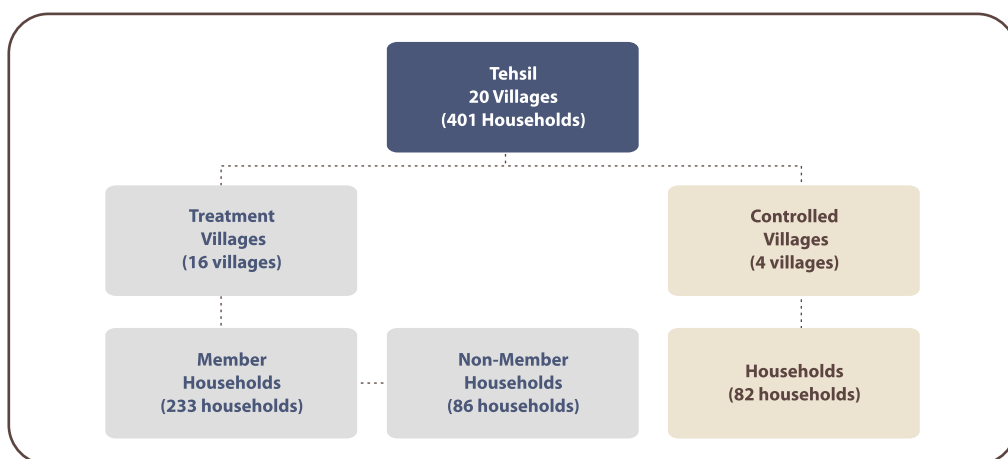 Tehsil
20 Villages
(401 Households)
Treatment
Villages
(16 villages)
Controlled
Villages
(4 villages)
Member
Households
(233 households)
Non-Member
Households
(86 households)
Households
(82 households)